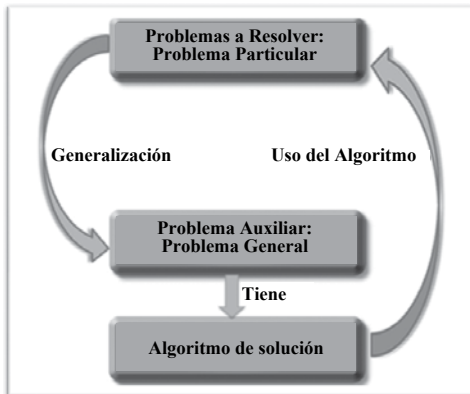 Problemas a Resolver:
Problema Particular
Generalización
Uso del Algoritmo
Problema Auxiliar:
Problema General
Tiene
Algoritmo de solución